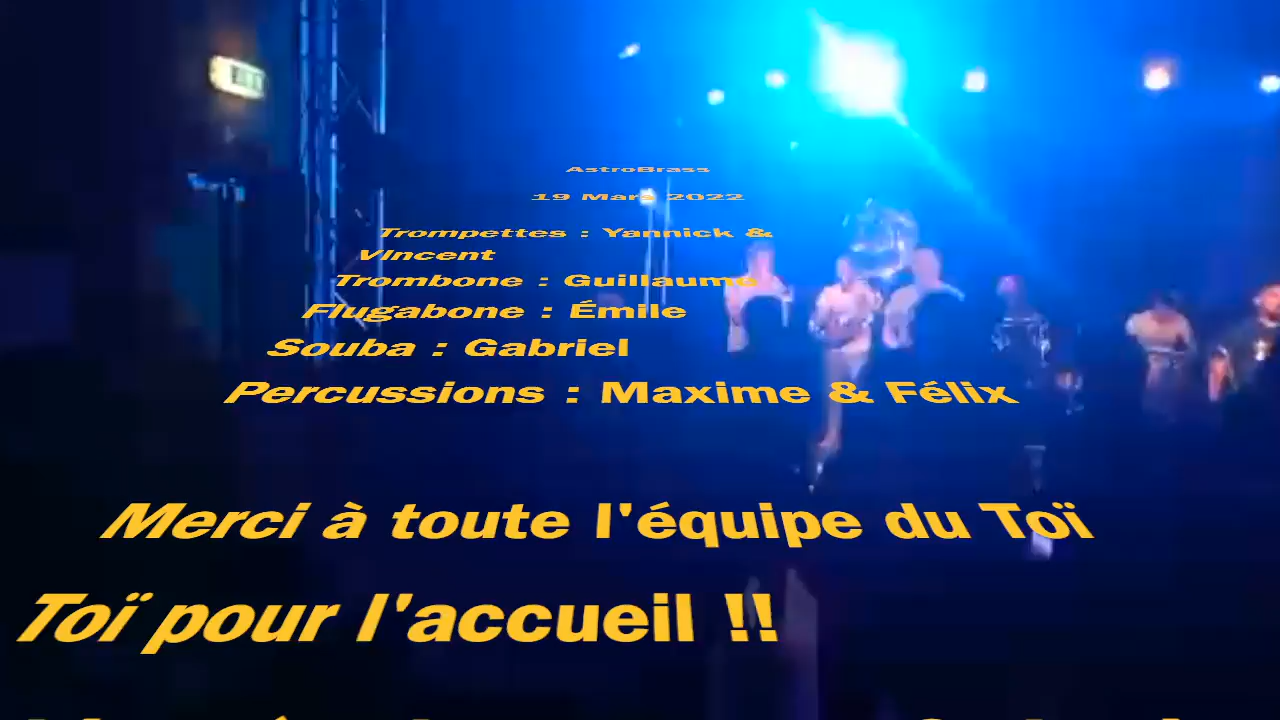 AstroBrass
19 Mars 2022
Trompettes : Yannick &
VIncent
Trombone : Guillaume
Flugabone : Émile
Souba : Gabriel
Percussions : Maxime & Félix
Merci à toute l'équipe du Toï
Toï pour l'accueil !!